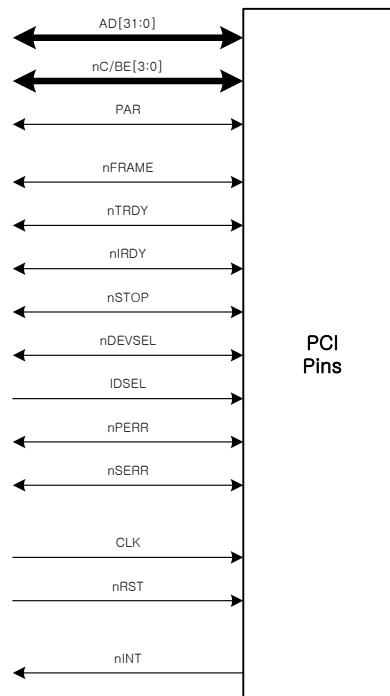 AD[31:0]
nC/BE[3:0]
PAR
nFRAME
nTRDY
nIRDY
nSTOP
nDEVSEL
IDSEL
nPERR
nSERR
CLK
nRST
nINT
PCI
Pins